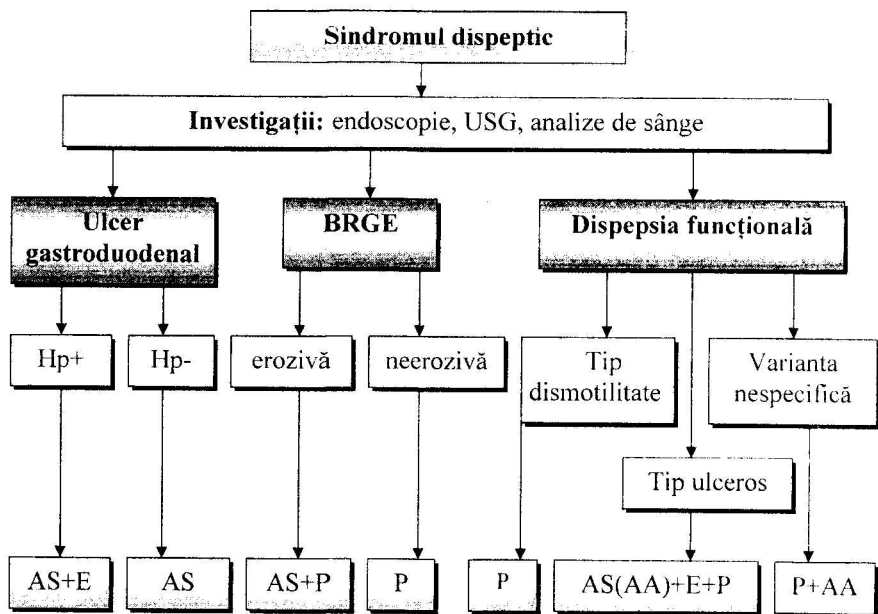 Sindromul dispeptic
Investigații: endoscopie, USG, analize de sânge
Ulcer
gastroduodenal
BRGE
Dispepsia funcțională
Hp+
Hp-
erozivă
neerozivă
Tip
dismotilitate
Varianta
nespecifică
Tip ulceros
AS+E
AS
AS+P
P
P
AS(AA)+E+P
P+AA